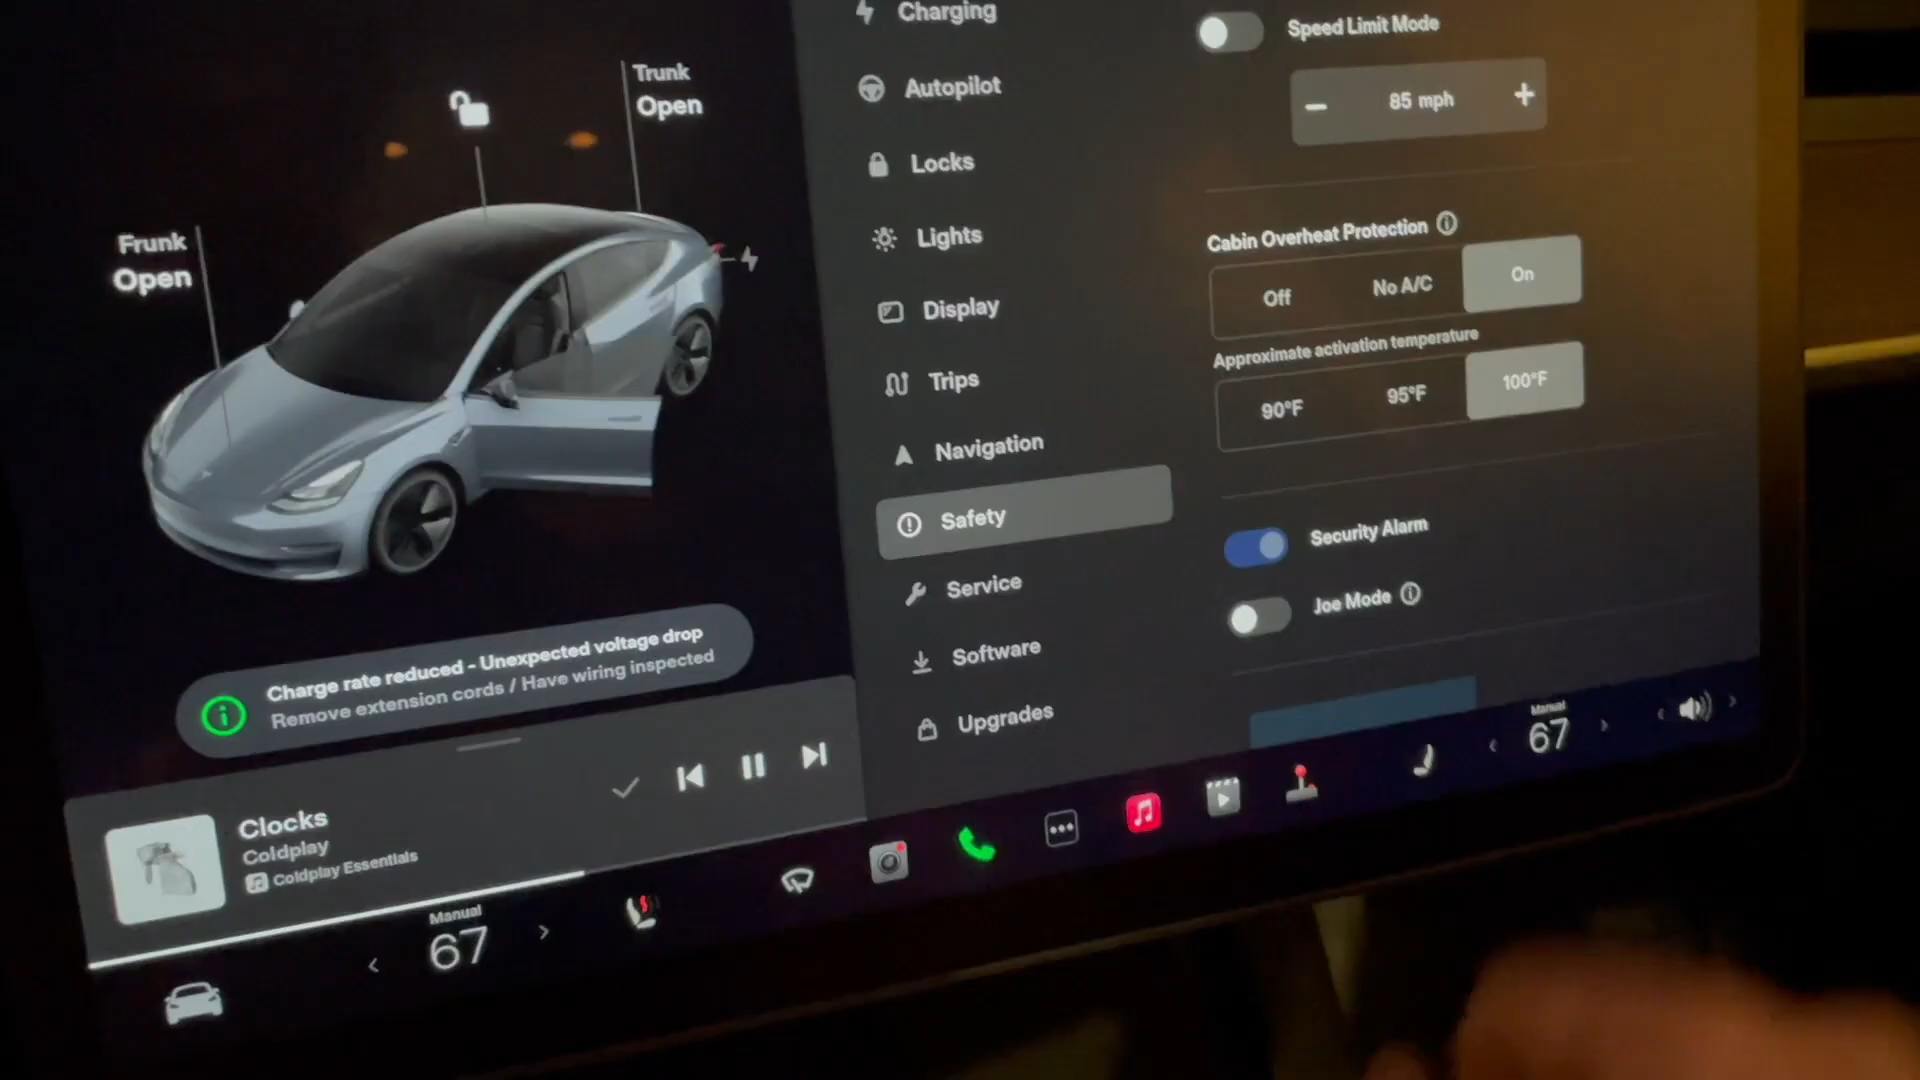 Trunk
Open
Frunk
Open
Charge rate reduced - Unexpected voltage drop
Remove extension cords / Have wiring inspected
Clocks
Coldplay
Coldplay Essentials
Manual
67
Charging
Autopilot
Locks
Lights
Display
Trips
Navigation
Safety
Service
Software
Upgrades
Speed Limit Mode
85 mph
Cabin Overheat Protection
Off No A/C On
Approximate activation temperature
90°F 95°F 100°F
Security Alarm
Joe Mode
Manual
67